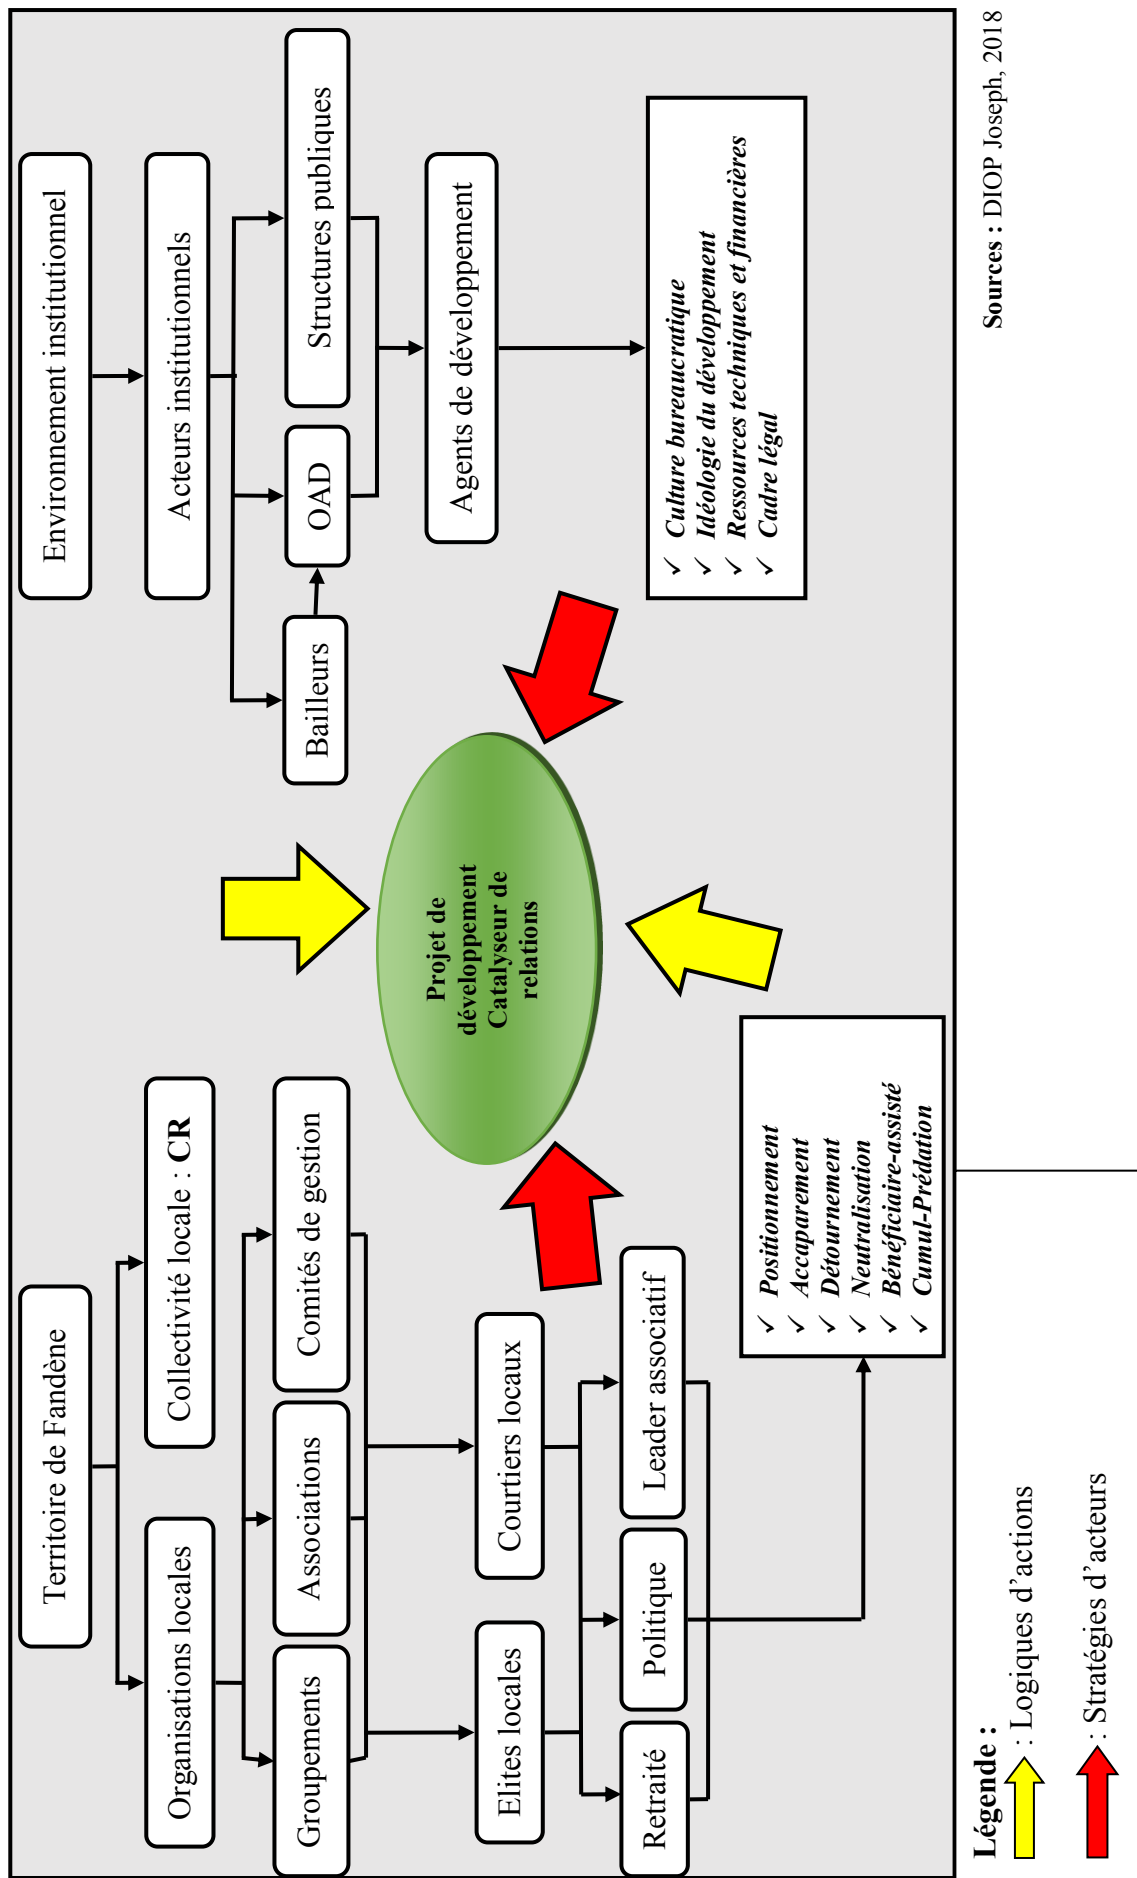 Territoire de Fandène
Environnement institutionnel
Organisations locales
Collectivité locale : CR
Acteurs institutionnels
Groupements
Associations
Comités de gestion
Bailleurs
OAD
Structures publiques
Projet de
développement
Catalyseur de
relations
Elites locales
Courtiers locaux
Agents de développement
Retraité
Politique
Leader associatif
✓ Culture bureaucratique
✓ Idéologie du développement
✓ Ressources techniques et financières
✓ Cadre légal
✓ Positionnement
✓ Accaparement
✓ Détournement
✓ Neutralisation
✓ Bénéficiaire-assisté
✓ Cumul-Prédation
Légende :
: Logiques d’actions
: Stratégies d’acteurs
Sources : DIOP Joseph, 2018